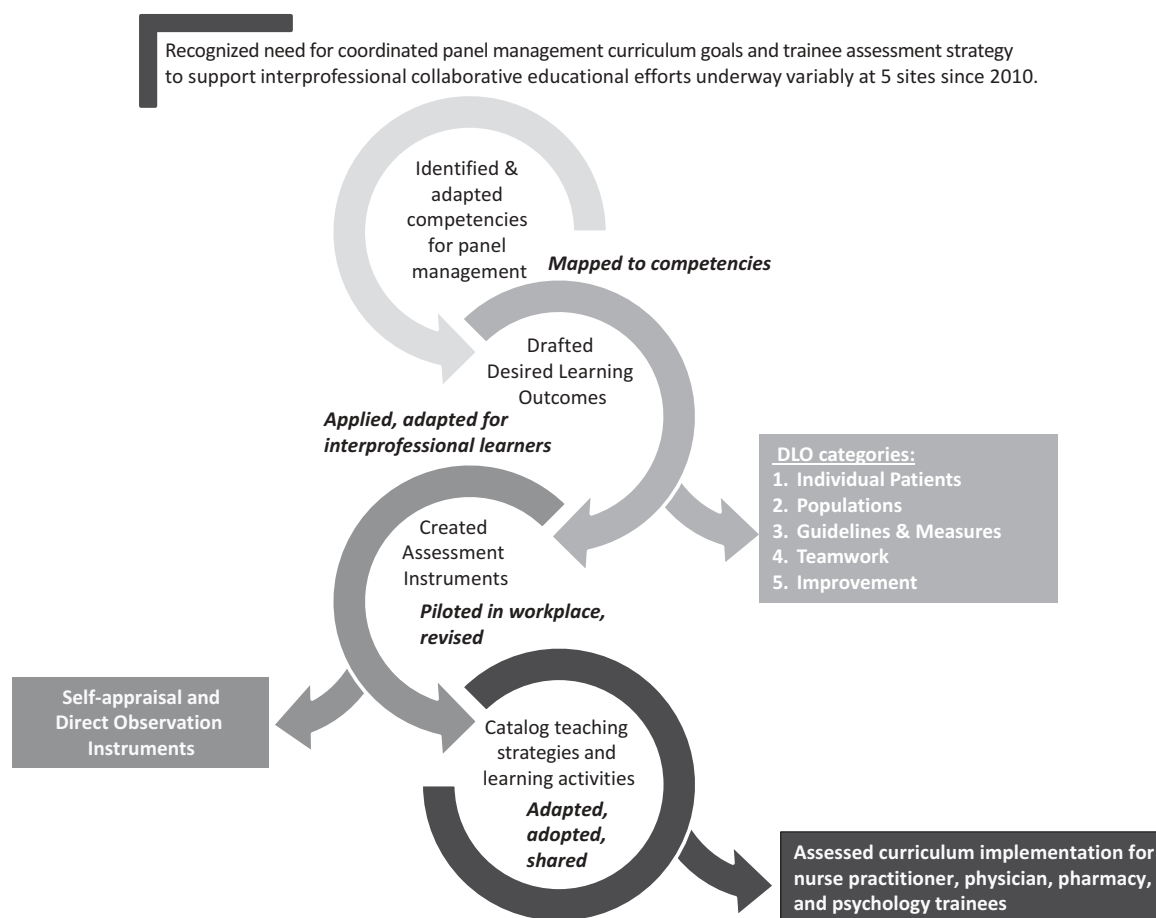 Recognized need for coordinated panel management curriculum goals and trainee assessment strategy
to support interprofessional collaborative educational efforts underway variably at 5 sites since 2010.
Identified &
adapted
competencies
for panel
management
Mapped to competencies
Drafted
Desired Learning
Outcomes
Applied, adapted for
interprofessional learners
DLO categories:
1. Individual Patients
2. Populations
3. Guidelines & Measures
4. Teamwork
5. Improvement
Created
Assessment
Instruments
Piloted in workplace,
revised
Self-appraisal and
Direct Observation
Instruments
Catalog teaching
strategies and
learning activities
Adapted,
adopted,
shared
Assessed curriculum implementation for
nurse practitioner, physician, pharmacy,
and psychology trainees